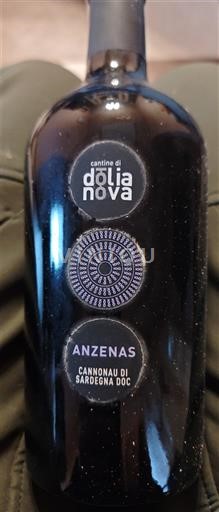 cantine di
dolia
nova
ANZENAS
CANNONAU DI
SARDEGNA DOC